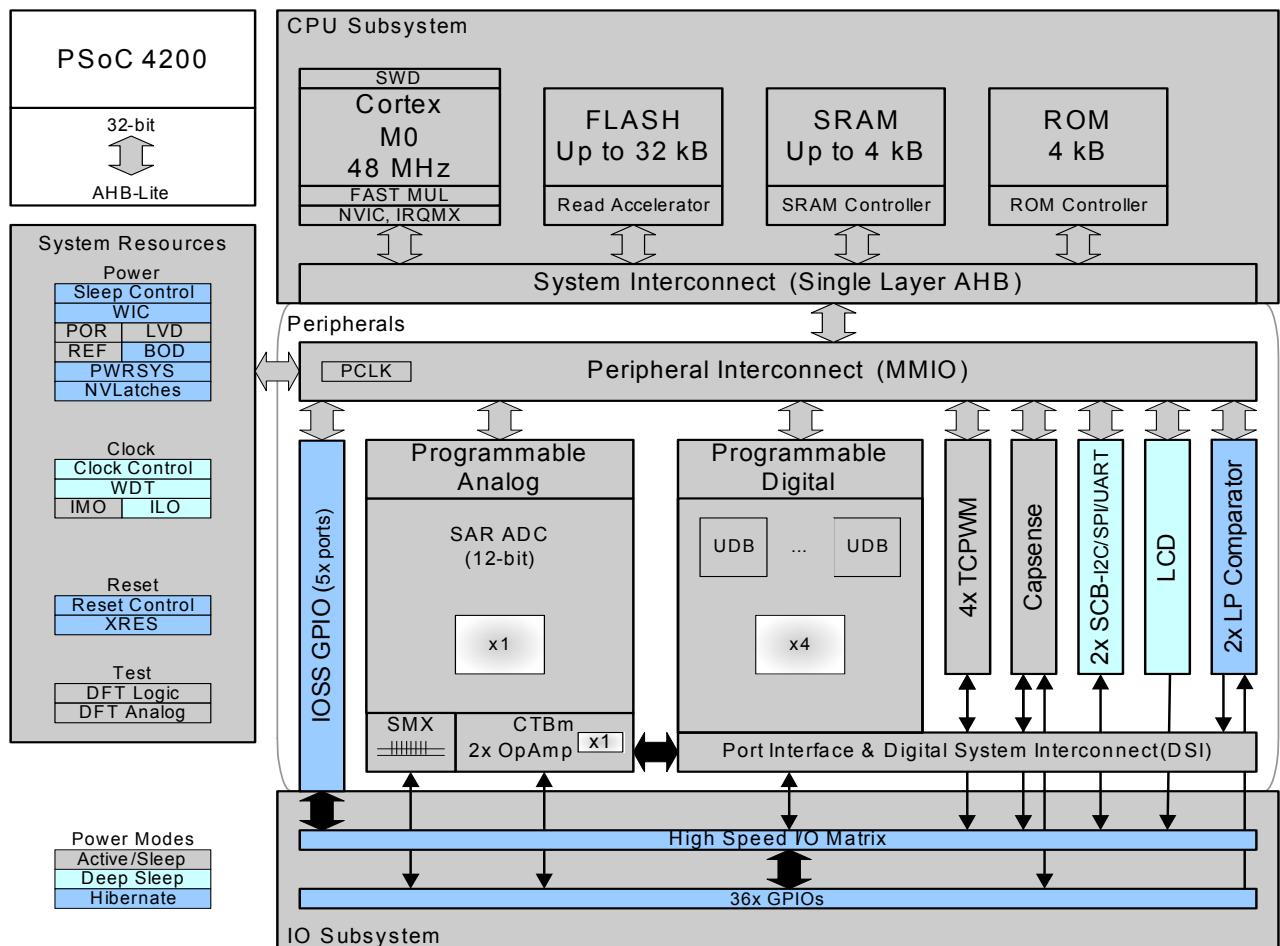 PSoC 4200
32-bit
AHB-Lite
System Resources
Power
Sleep Control
WIC
POR LVD
REF BOD
PWRSYS
NVLatches
Clock
Clock Control
WDT
IMO ILO
Reset
Reset Control
XRES
Test
DFT Logic
DFT Analog
Power Modes
Active/Sleep
Deep Sleep
Hibernate
CPU Subsystem
SWD
Cortex
M0
48 MHz
FAST MUL
NVIC, IRQMX
FLASH
Up to 32 kB
Read Accelerator
SRAM
Up to 4 kB
SRAM Controller
ROM
4 kB
ROM Controller
System Interconnect (Single Layer AHB)
Peripherals
PCLK
Peripheral Interconnect (MMIO)
IOSS GPIO (5x ports)
Programmable
Analog
SAR ADC
(12-bit)
x1
SMX
CTBm
2x OpAmp
x1
Programmable
Digital
UDB ... UDB
x4
4x TCPWM
Capsense
2x SCB-I2C/SPI/UART
LCD
2x LP Comparator
Port Interface & Digital System Interconnect(DSI)
High Speed I/O Matrix
36x GPIOs
IO Subsystem